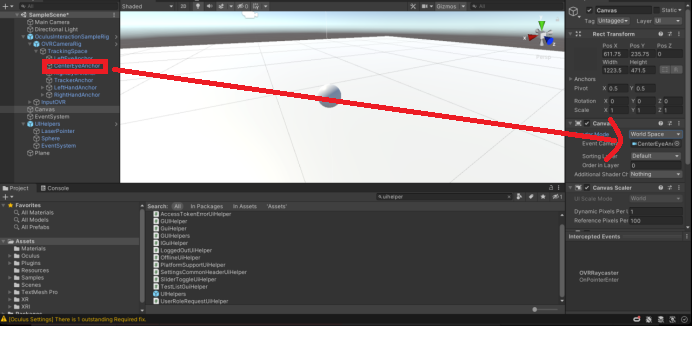 All
SampleScene*
Main Camera
Directional Light
OculusInteractionSampleRig
OVRCameraRig
TrackingSpace
LeftEyeAnchor
CenterEyeAnchor
TrackerAnchor
LeftHandAnchor
RightHandAnchor
InputOVR
Canvas
EventSystem
UIHelpers
LaserPointer
Sphere
EventSystem
Plane
Shaded
2D
Gizmos
All
Persp
Canvas
Static
Tag Untagged
Layer UI
Rect Transform
Pos X
Pos Y
Pos Z
611.75
235.75
0
Width
Height
1223.5
471.5
R
Anchors
Pivot
X 0.5
Y 0.5
Rotation
X 0
Y 0
Z 0
Scale
X 1
Y 1
Z 1
Canvas
Mode
World Space
Event Camera
CenterEyeAnc
Sorting Layer
Default
Order in Layer
0
Additional Shader Ch
Nothing
Canvas Scaler
UI Scale Mode
World
Dynamic Pixels Per U
1
Reference Pixels Per
100
Intercepted Events
OVRRaycaster
OnPointerEnter
Project
Console
uihelper
Favorites
All Materials
All Models
All Prefabs
Assets
Materials
Oculus
Plugins
Resources
Samples
Scenes
TextMesh Pro
XR
XRI
Packages
Search:
All
In Packages
In Assets
'Assets'
AccessTokenErrorUIHelper
GUIHelper
GuiHelper
GUIHelpers
IGuiHelper
LoggedOutUIHelper
OfflineUIHelper
PlatformSupportUIHelper
SettingsCommonHeaderUIHelper
SliderToggleUIHelper
TestListGuiHelper
UIHelpers
UserRoleRequestUIHelper
[Oculus Settings] There is 1 outstanding Required fix.